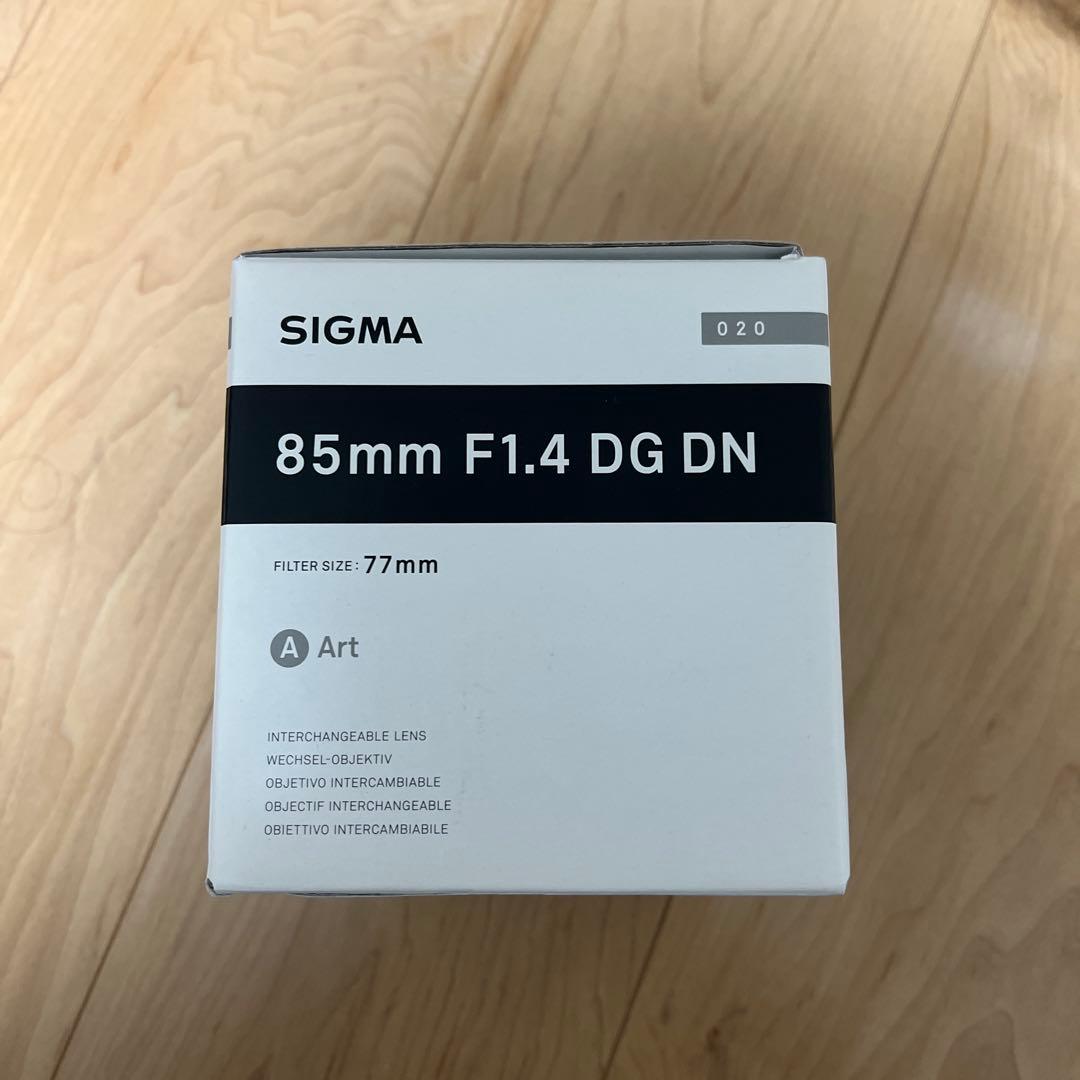 SIGMA
020
85mm F1.4 DG DN
FILTER SIZE: 77mm
A Art
INTERCHANGEABLE LENS
WECHSEL-OBJEKTIV
OBJETIVO INTERCAMBIABLE
OBJECTIF INTERCHANGEABLE
OBIETTIVO INTERCAMBIABILE